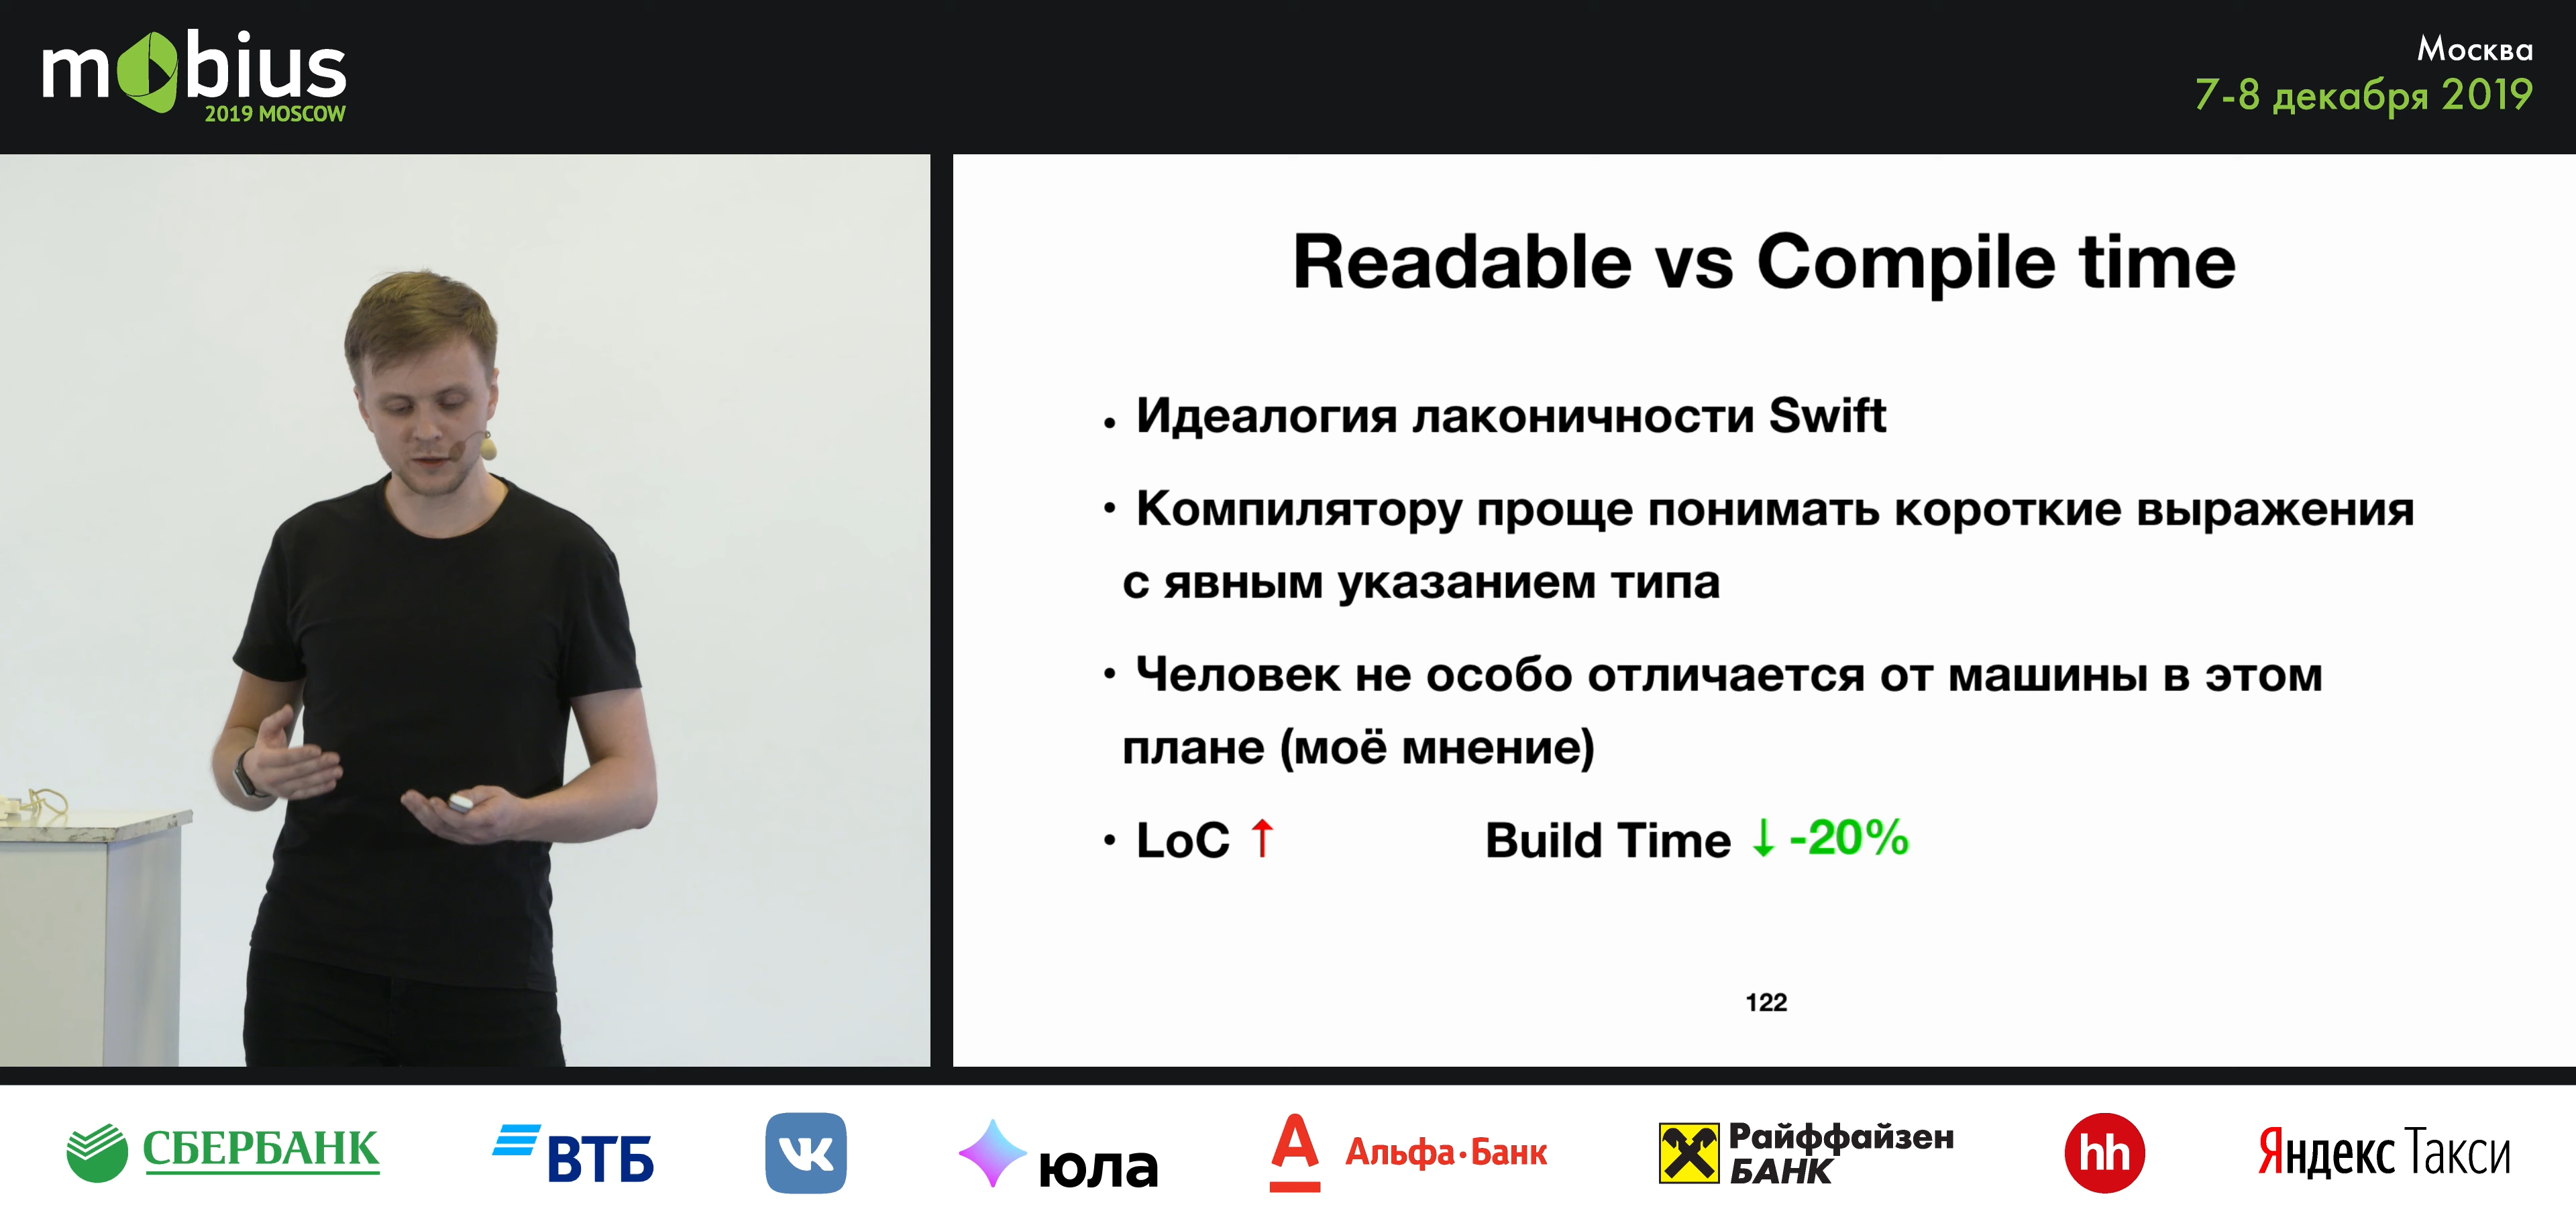 mobius
2019 MOSCOW
Москва
7-8 декабря 2019
Readable vs Compile time
• Идеалогия лаконичности Swift
• Компилятору проще понимать короткие выражения
с явным указанием типа
• Человек не особо отличается от машины в этом
плане (моё мнение)
• LoC ↑ Build Time ↓ -20%
122
СБЕРБАНК
ВТБ
VK
юла
А Альфа·Банк
Райффайзен
БАНК
hh
Яндекс Такси